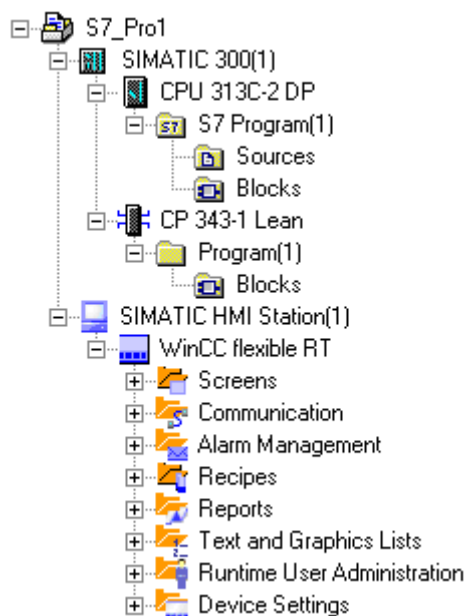 S7_Pro1
SIMATIC 300(1)
CPU 313C-2 DP
S7 Program(1)
Sources
Blocks
CP 343-1 Lean
Program(1)
Blocks
SIMATIC HMI Station(1)
WinCC flexible RT
Screens
Communication
Alarm Management
Recipes
Reports
Text and Graphics Lists
Runtime User Administration
Device Settings